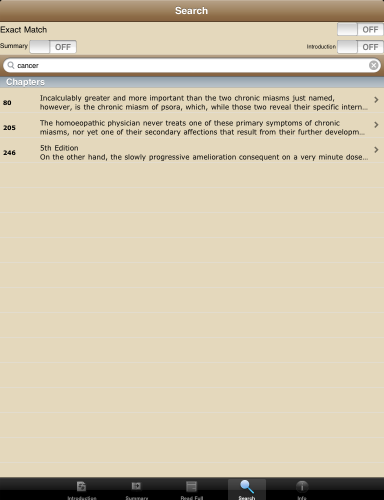 Search
Exact Match OFF
Summary OFF Introduction OFF
cancer
Chapters
80 Incalculably greater and more important than the two chronic miasms just named,
however, is the chronic miasm of psora, which, while those two reveal their specific intern...
205 The homoeopathic physician never treats one of these primary symptoms of chronic
miasms, nor yet one of their secondary affections that result from their further developm...
246 5th Edition
On the other hand, the slowly progressive amelioration consequent on a very minute dose...
Introduction Summary Read Full Search Info